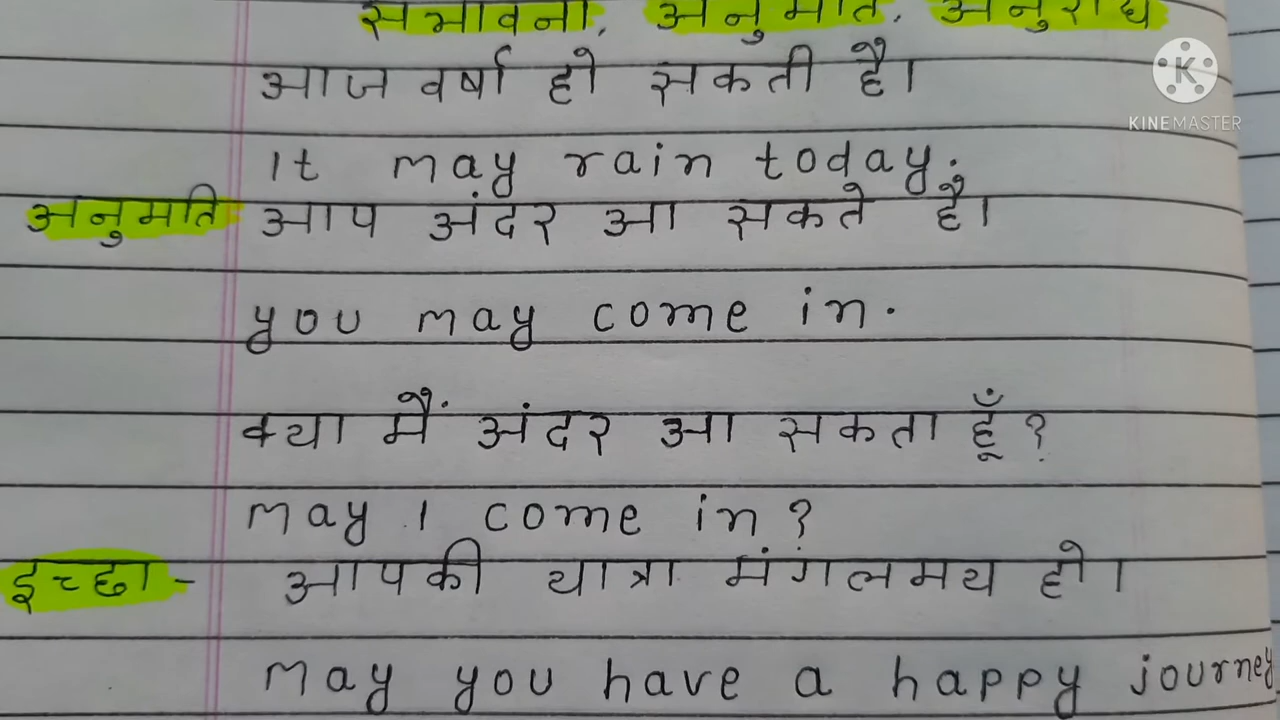 संभावना, अनुमति, अनुरोध
आज वर्षा हो सकती है।
It may rain today.
अनुमति आप अंदर आ सकते है।
you may come in.
क्या मैं अंदर आ सकता हूँ?
May I come in?
इच्छा- आपकी यात्रा मंगलमय हो।
May you have a happy journey
KINEMASTER